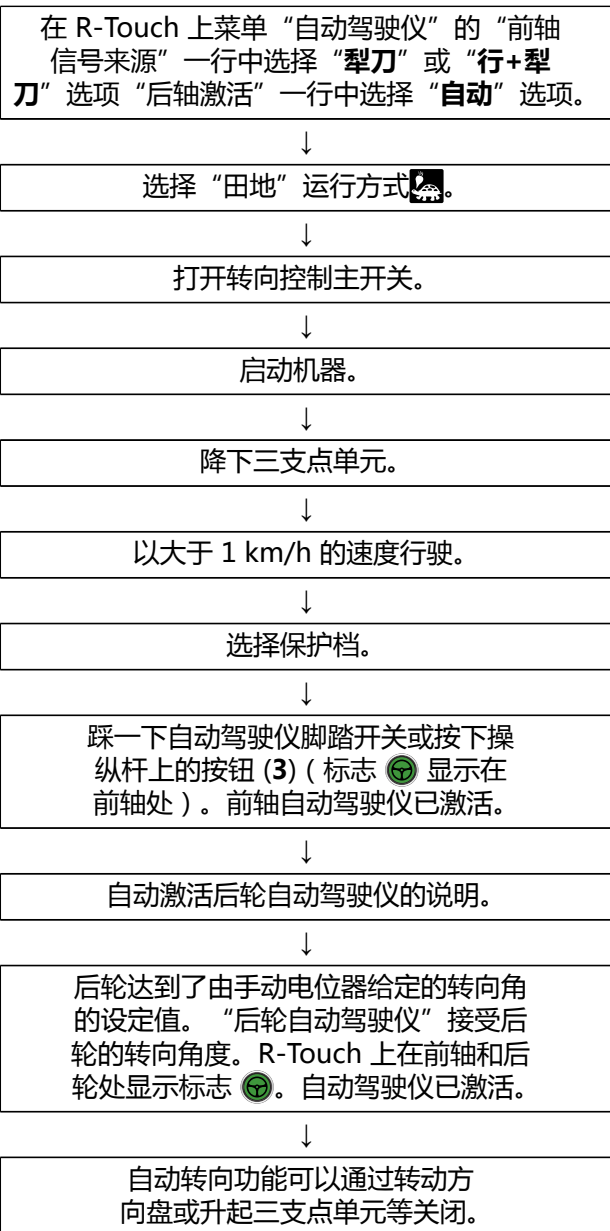 在 R-Touch 上菜单“自动驾驶仪”的“前轴
信号来源”一行中选择“犁刀”或“行+犁
刀”选项“后轴激活”一行中选择“自动”选项。
↓
选择“田地”运行方式。
↓
打开转向控制主开关。
↓
启动机器。
↓
降下三支点单元。
↓
以大于 1 km/h 的速度行驶。
↓
选择保护档。
↓
踩一下自动驾驶仪脚踏开关或按下操
纵杆上的按钮 (3)（标志 显示在
前轴处）。前轴自动驾驶仪已激活。
↓
自动激活后轮自动驾驶仪的说明。
↓
后轮达到了由手动电位器给定的转向角
的设定值。“后轮自动驾驶仪”接受后
轮的转向角度。R-Touch 上在前轴和后
轮处显示标志 。自动驾驶仪已激活。
↓
自动转向功能可以通过转动方
向盘或升起三支点单元等关闭。